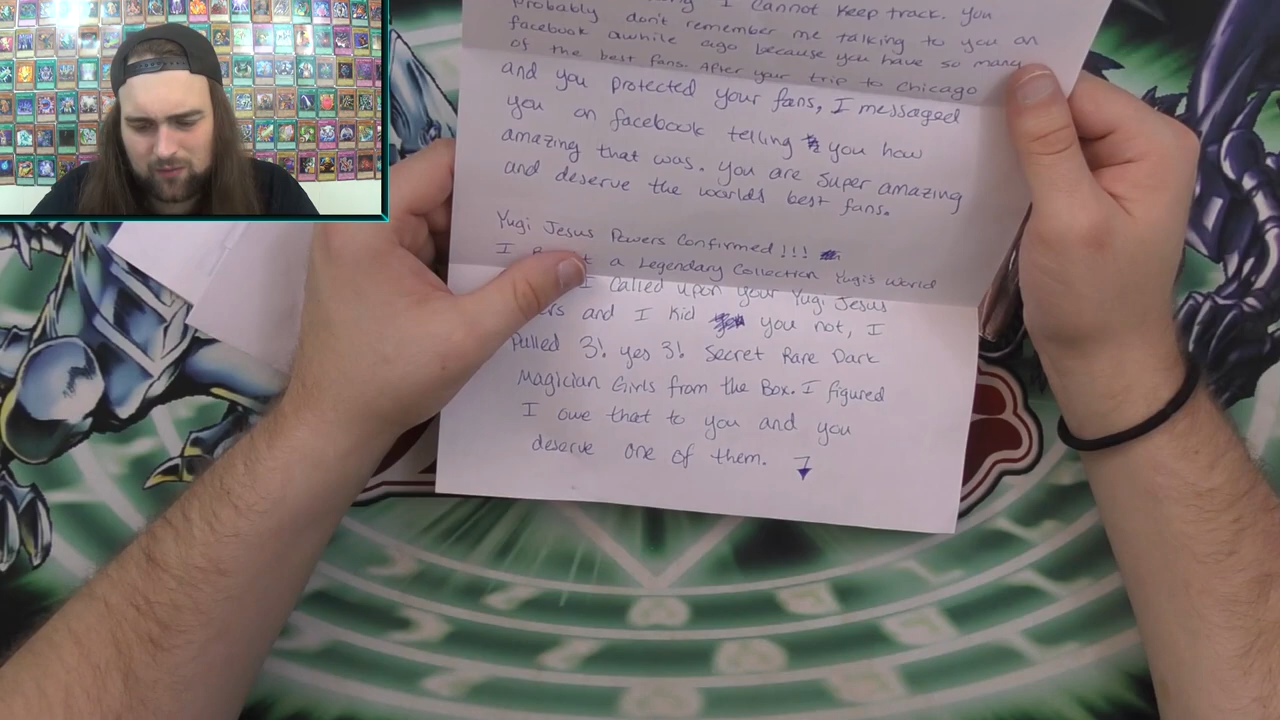 I cannot keep track. You
probably don't remember me talking to you on
facebook awhile ago because you have so many
of the best fans. After your trip to Chicago
and you protected your fans, I messaged
you on facebook telling you how
amazing that was. you are super amazing
and deserve the worlds best fans.
Yugi Jesus Powers Confirmed!!!
I a Legendary Collection Yugi's World
I called upon your Yugi Jesus
and I kid you not, I
pulled 3! yes 3! Secret Rare Dark
Magician Girls from the Box. I figured
I owe that to you and you
deserve one of them.